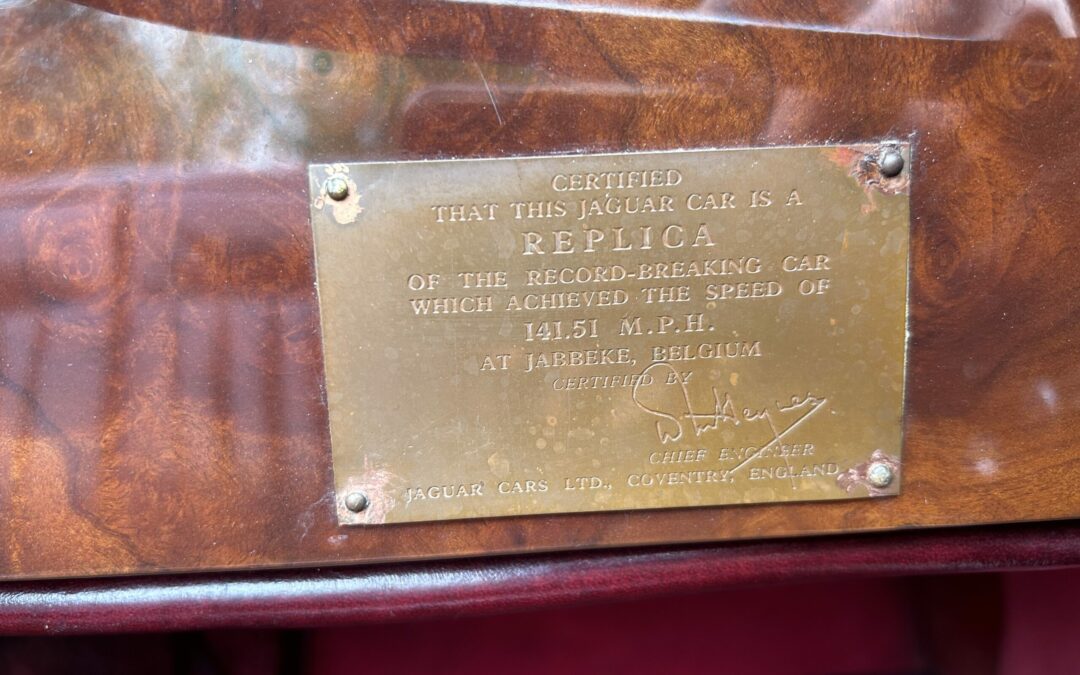 CERTIFIED
THAT THIS JAGUAR CAR IS A
REPLICA
OF THE RECORD-BREAKING CAR
WHICH ACHIEVED THE SPEED OF
141.51 M.P.H.
AT JABBEKE, BELGIUM
CERTIFIED BY
CHIEF ENGINEER
JAGUAR CARS LTD., COVENTRY, ENGLAND